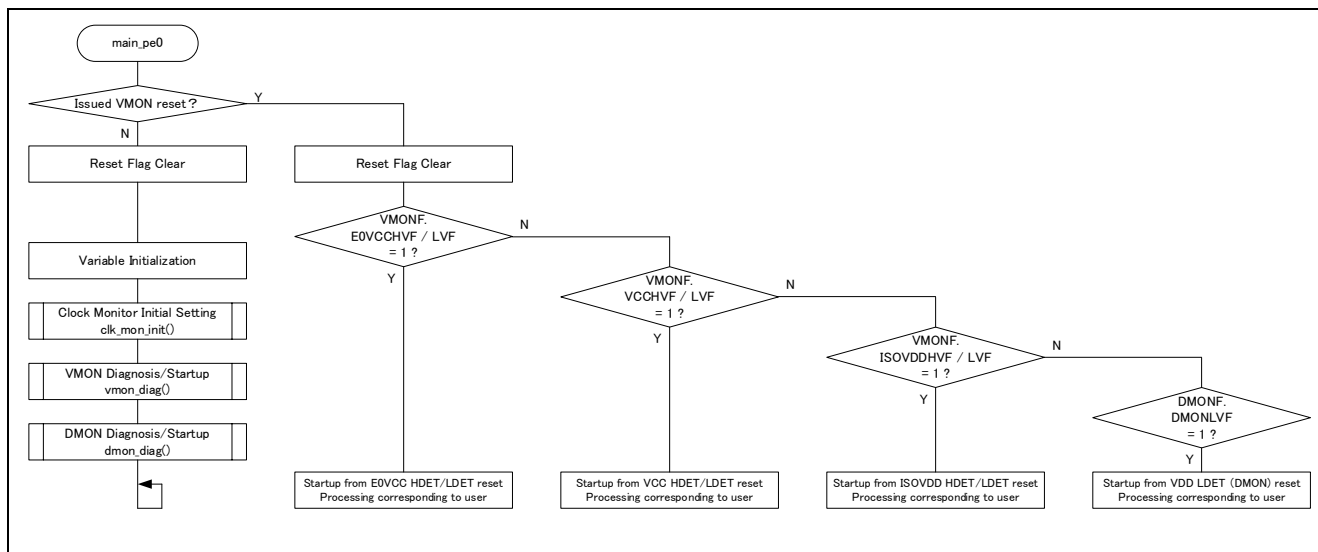 main_pe0
Issued VMON reset?
Y
N
Reset Flag Clear
Reset Flag Clear
VMONF.
E0VCCHVF / LVF
= 1 ?
N
Y
Variable Initialization
VMONF.
VCCHVF / LVF
= 1 ?
N
Y
Clock Monitor Initial Setting
clk_mon_init()
VMONF.
ISOVDDHVF / LVF
= 1 ?
N
Y
VMON Diagnosis/Startup
vmon_diag()
DMONF.
DMONLVF
= 1 ?
Y
DMON Diagnosis/Startup
dmon_diag()
Startup from E0VCC HDET/LDET reset
Processing corresponding to user
Startup from VCC HDET/LDET reset
Processing corresponding to user
Startup from ISOVDD HDET/LDET reset
Processing corresponding to user
Startup from VDD LDET (DMON) reset
Processing corresponding to user